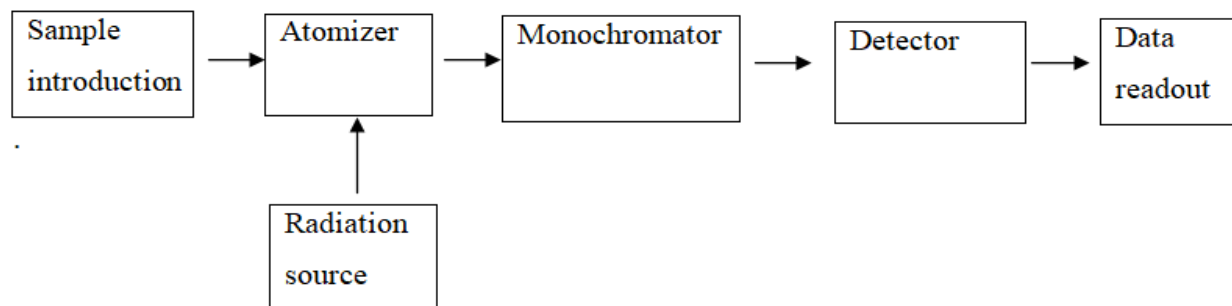 Sample
introduction
Atomizer
Monochromator
Detector
Data
readout
.
Radiation
source